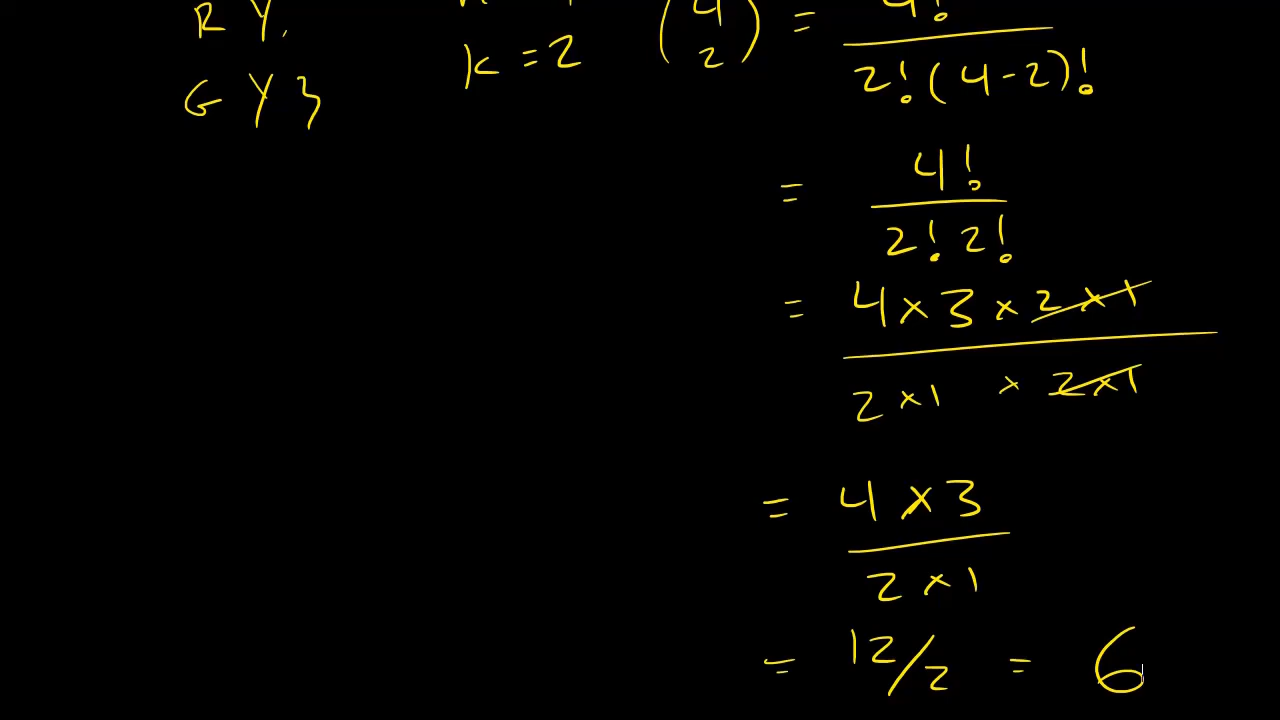 R Y,
G Y }
k = 2
(4 2) = 4! / 2! (4-2)!
= 4! / 2! 2!
= 4 x 3 x 2 x 1 / 2 x 1 x 2 x 1
= 4 x 3 / 2 x 1
= 12/2 = 6